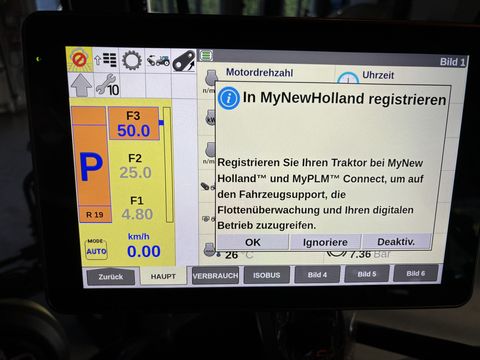 Bild 1
10
Motordrehzahl
Uhrzeit
n/m
In MyNewHolland registrieren
Registrieren Sie Ihren Traktor bei MyNew
Holland™ und MyPLM™ Connect, um auf
den Fahrzeugsupport, die
Flottenüberwachung und Ihren digitalen
Betrieb zuzugreifen.
OK
Ignoriere
Deaktiv.
F3
50.0
F2
25.0
F1
4.80
P
R 19
km/h
0.00
MODE
AUTO
26 °C
7.36 Bar
Zurück
HAUPT
VERBRAUCH
ISOBUS
Bild 4
Bild 5
Bild 6